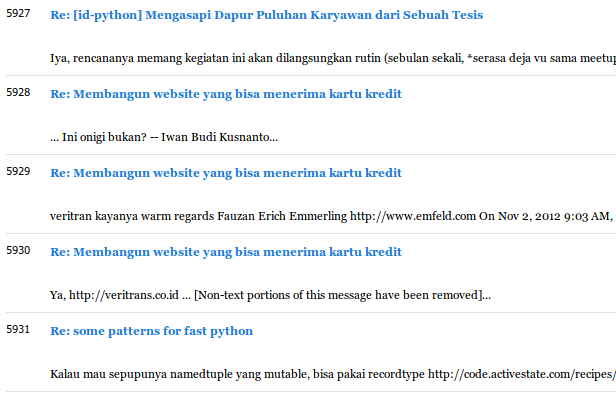 5927 Re: [id-python] Mengasapi Dapur Puluhan Karyawan dari Sebuah Tesis
Iya, rencananya memang kegiatan ini akan dilangsungkan rutin (sebulan sekali, *serasa deja vu sama meetup
5928 Re: Membangun website yang bisa menerima kartu kredit
... Ini onigi bukan? -- Iwan Budi Kusnanto...
5929 Re: Membangun website yang bisa menerima kartu kredit
veritran kayanya warm regards Fauzan Erich Emmerling http://www.emfeld.com On Nov 2, 2012 9:03 AM,
5930 Re: Membangun website yang bisa menerima kartu kredit
Ya, http://veritrans.co.id ... [Non-text portions of this message have been removed]...
5931 Re: some patterns for fast python
Kalau mau sepupunya namedtuple yang mutable, bisa pakai recordtype http://code.activestate.com/recipes/